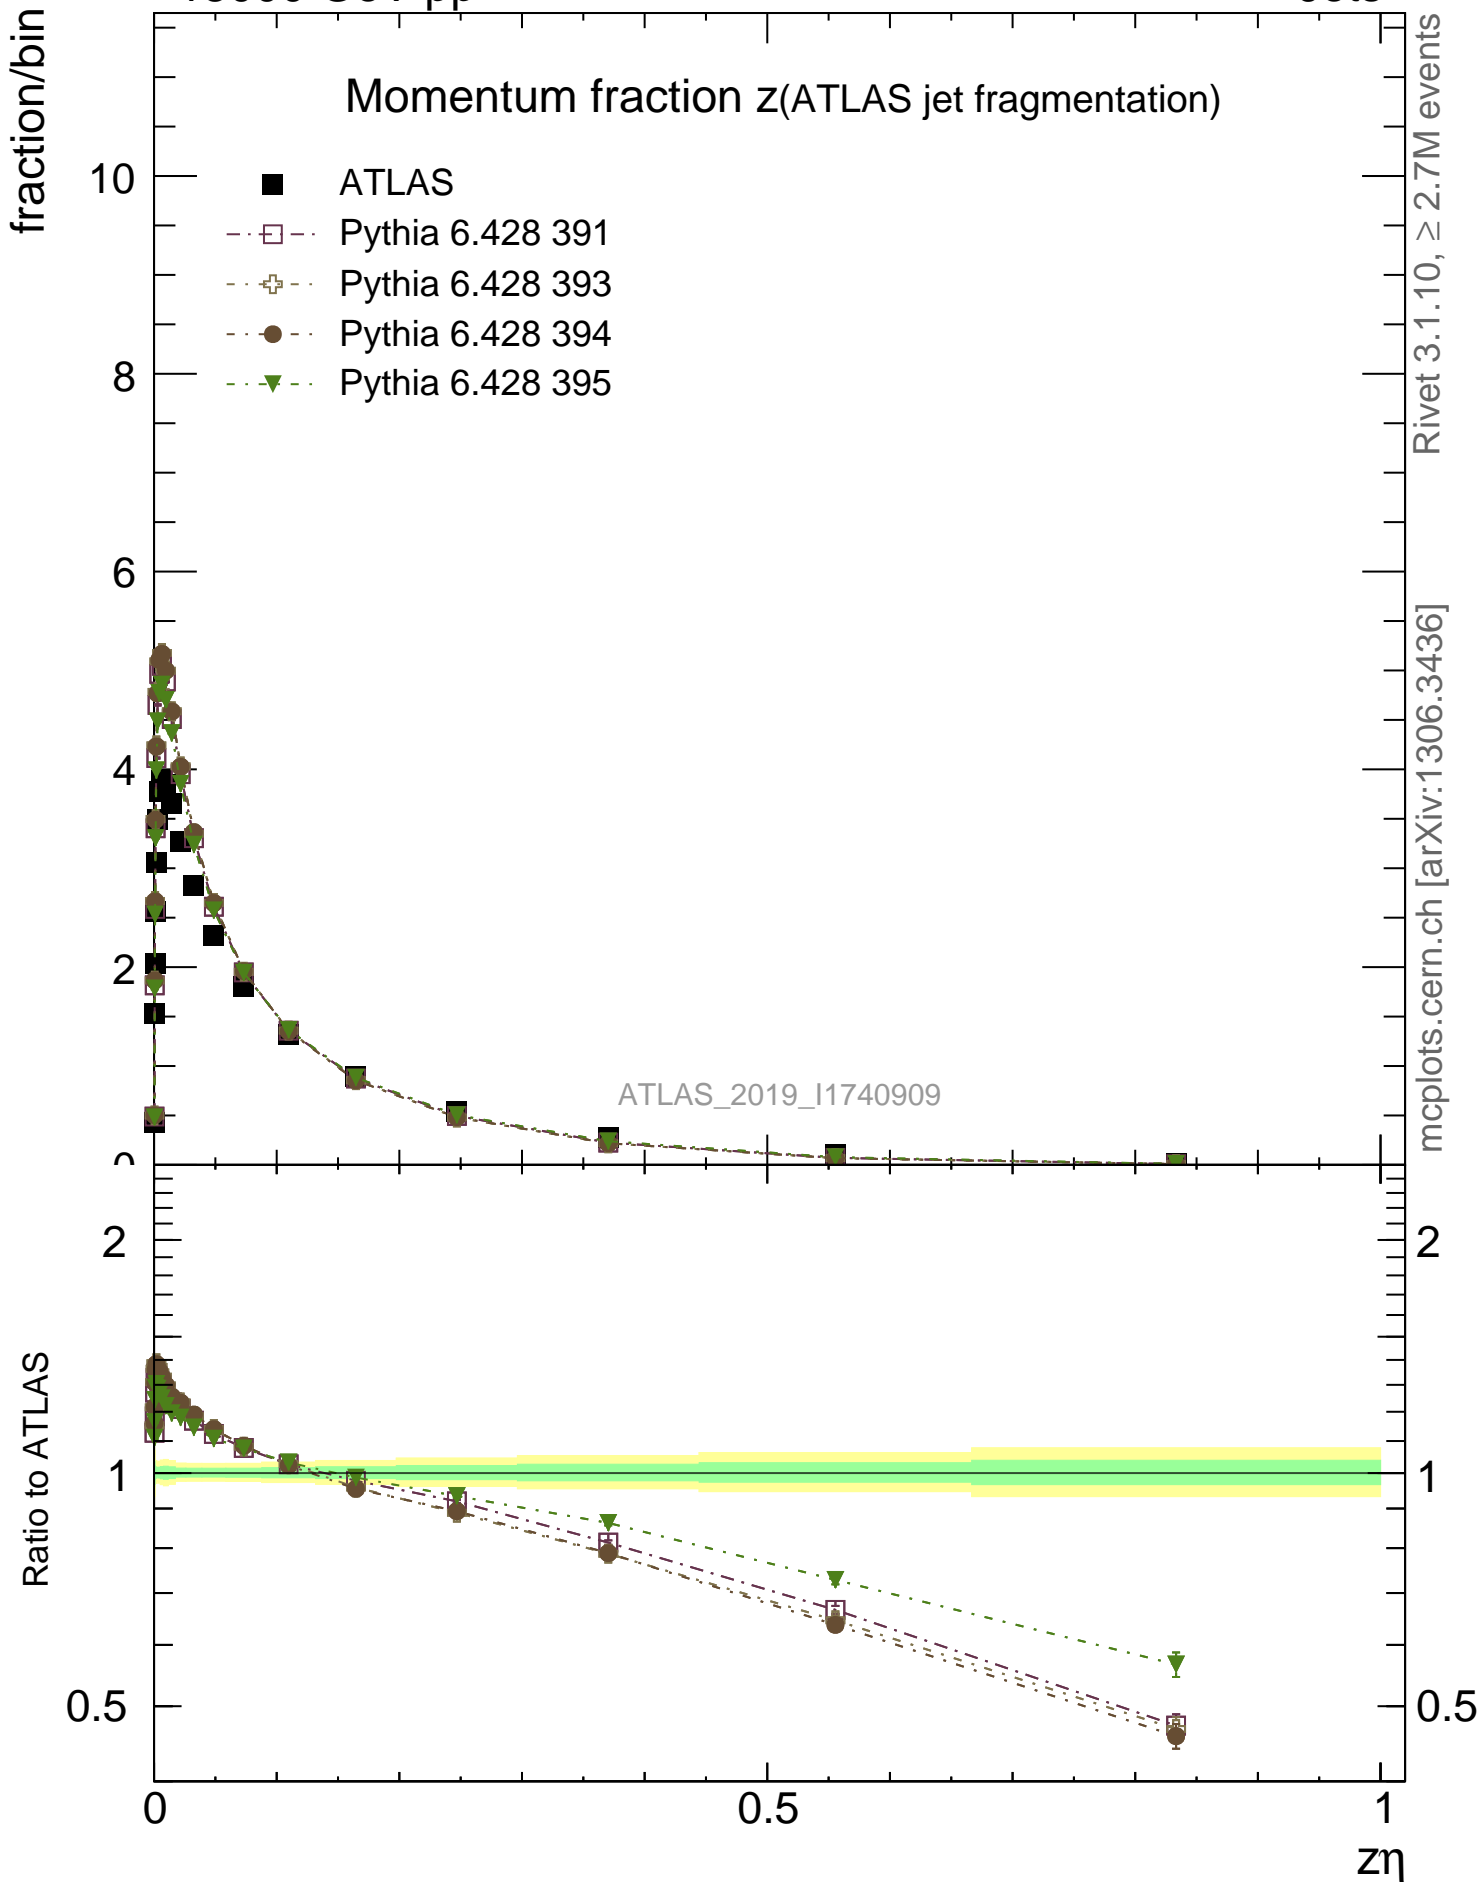 fraction/bin
Momentum fraction z(ATLAS jet fragmentation)
ATLAS
Pythia 6.428 391
Pythia 6.428 393
Pythia 6.428 394
Pythia 6.428 395
10
8
6
4
2
0
ATLAS_2019_I1740909
Rivet 3.1.10, ≥ 2.7M events
mcplots.cern.ch [arXiv:1306.3436]
Ratio to ATLAS
2
1
0.5
2
1
0.5
0
0.5
1
zη